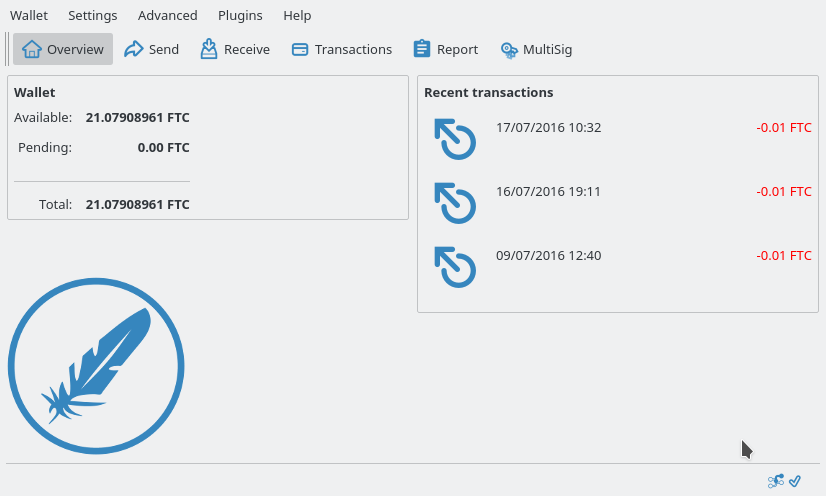 Wallet Settings Advanced Plugins Help
Overview Send Receive Transactions Report MultiSig
Wallet
Available: 21.07908961 FTC
Pending: 0.00 FTC
Total: 21.07908961 FTC
Recent transactions
17/07/2016 10:32 -0.01 FTC
16/07/2016 19:11 -0.01 FTC
09/07/2016 12:40 -0.01 FTC